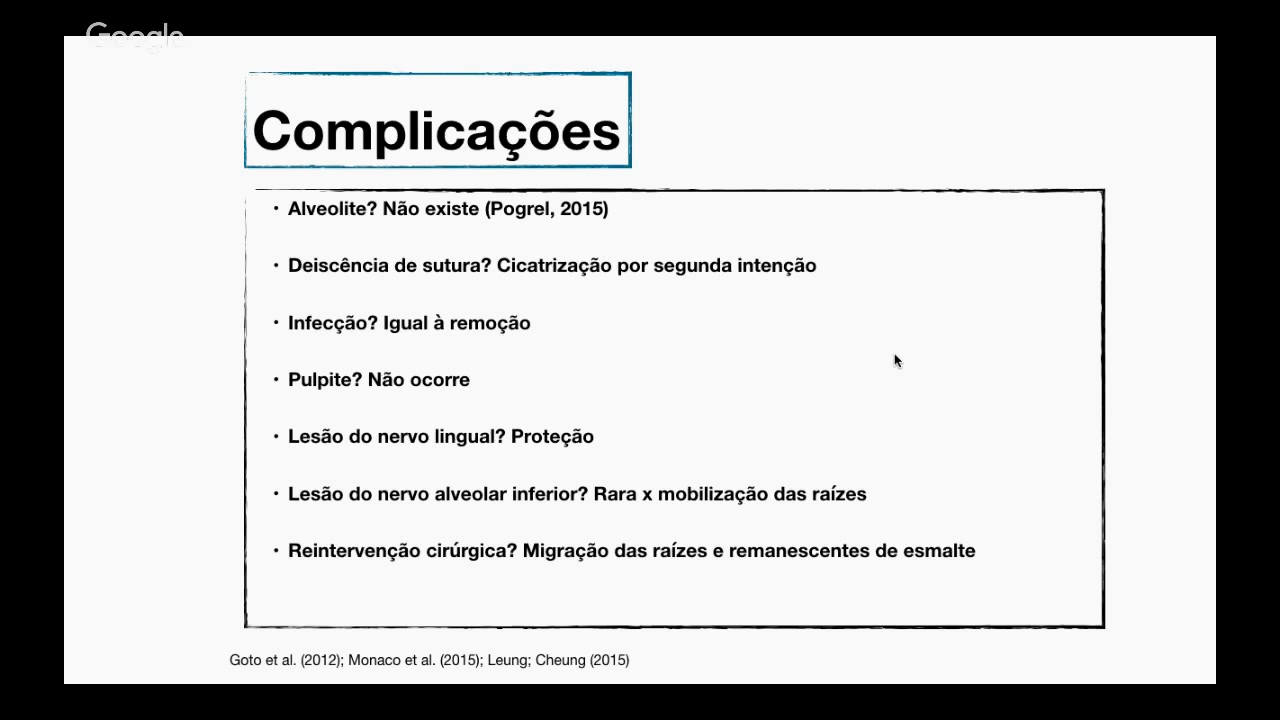 Google
Complicações
• Alveolite? Não existe (Pogrel, 2015)
• Deiscência de sutura? Cicatrização por segunda intenção
• Infecção? Igual à remoção
• Pulpite? Não ocorre
• Lesão do nervo lingual? Proteção
• Lesão do nervo alveolar inferior? Rara x mobilização das raízes
• Reintervenção cirúrgica? Migração das raízes e remanescentes de esmalte
Goto et al. (2012); Monaco et al. (2015); Leung; Cheung (2015)